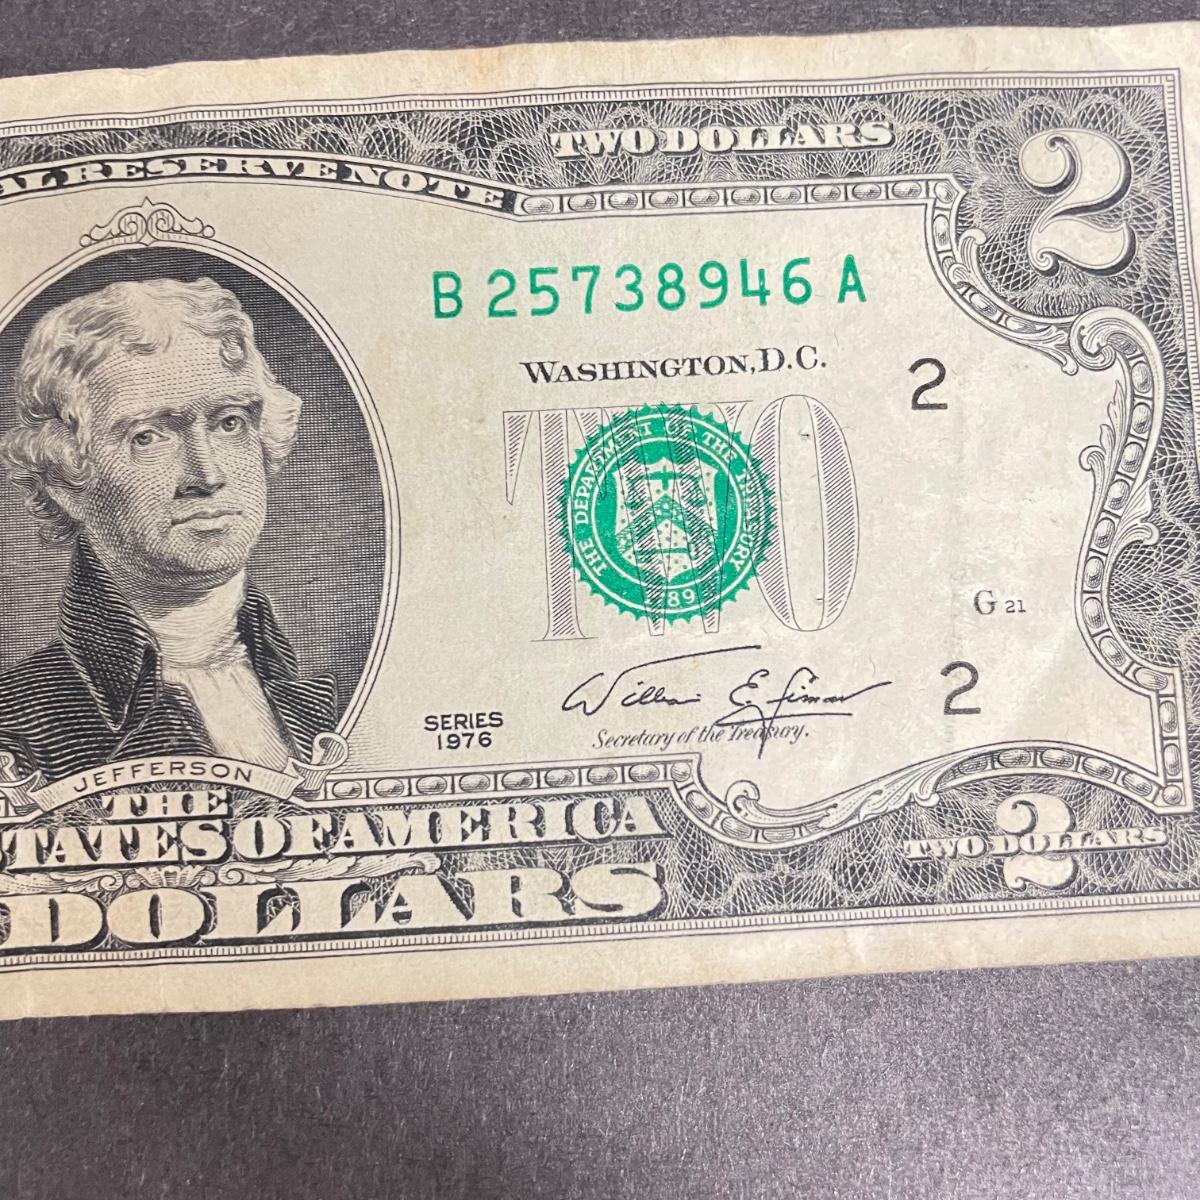 TWO DOLLARS
2
AL RESERVE NOTE
B 25738946 A
WASHINGTON, D.C.
2
TWO
THE DEPARTMENT OF THE TREASURY
1789
G 21
2
SERIES
1976
Secretary of the Treasury.
JEFFERSON
THE
STATES OF AMERICA
DOLLARS
2
TWO DOLLARS